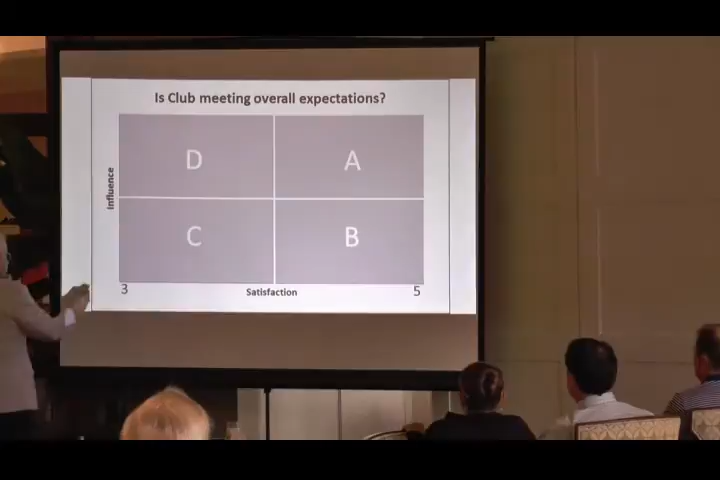 Is Club meeting overall expectations?
D
A
Influence
C
B
3
Satisfaction
5